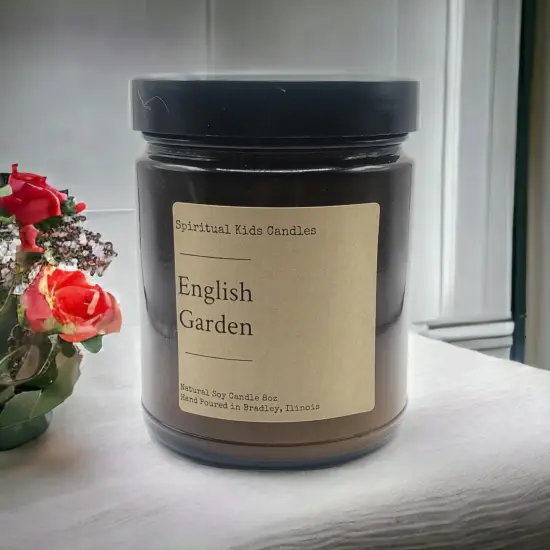 Spiritual Kids Candles
English
Garden
Natural Soy Candle 8oz
Hand Poured in Bradley, Ilinois